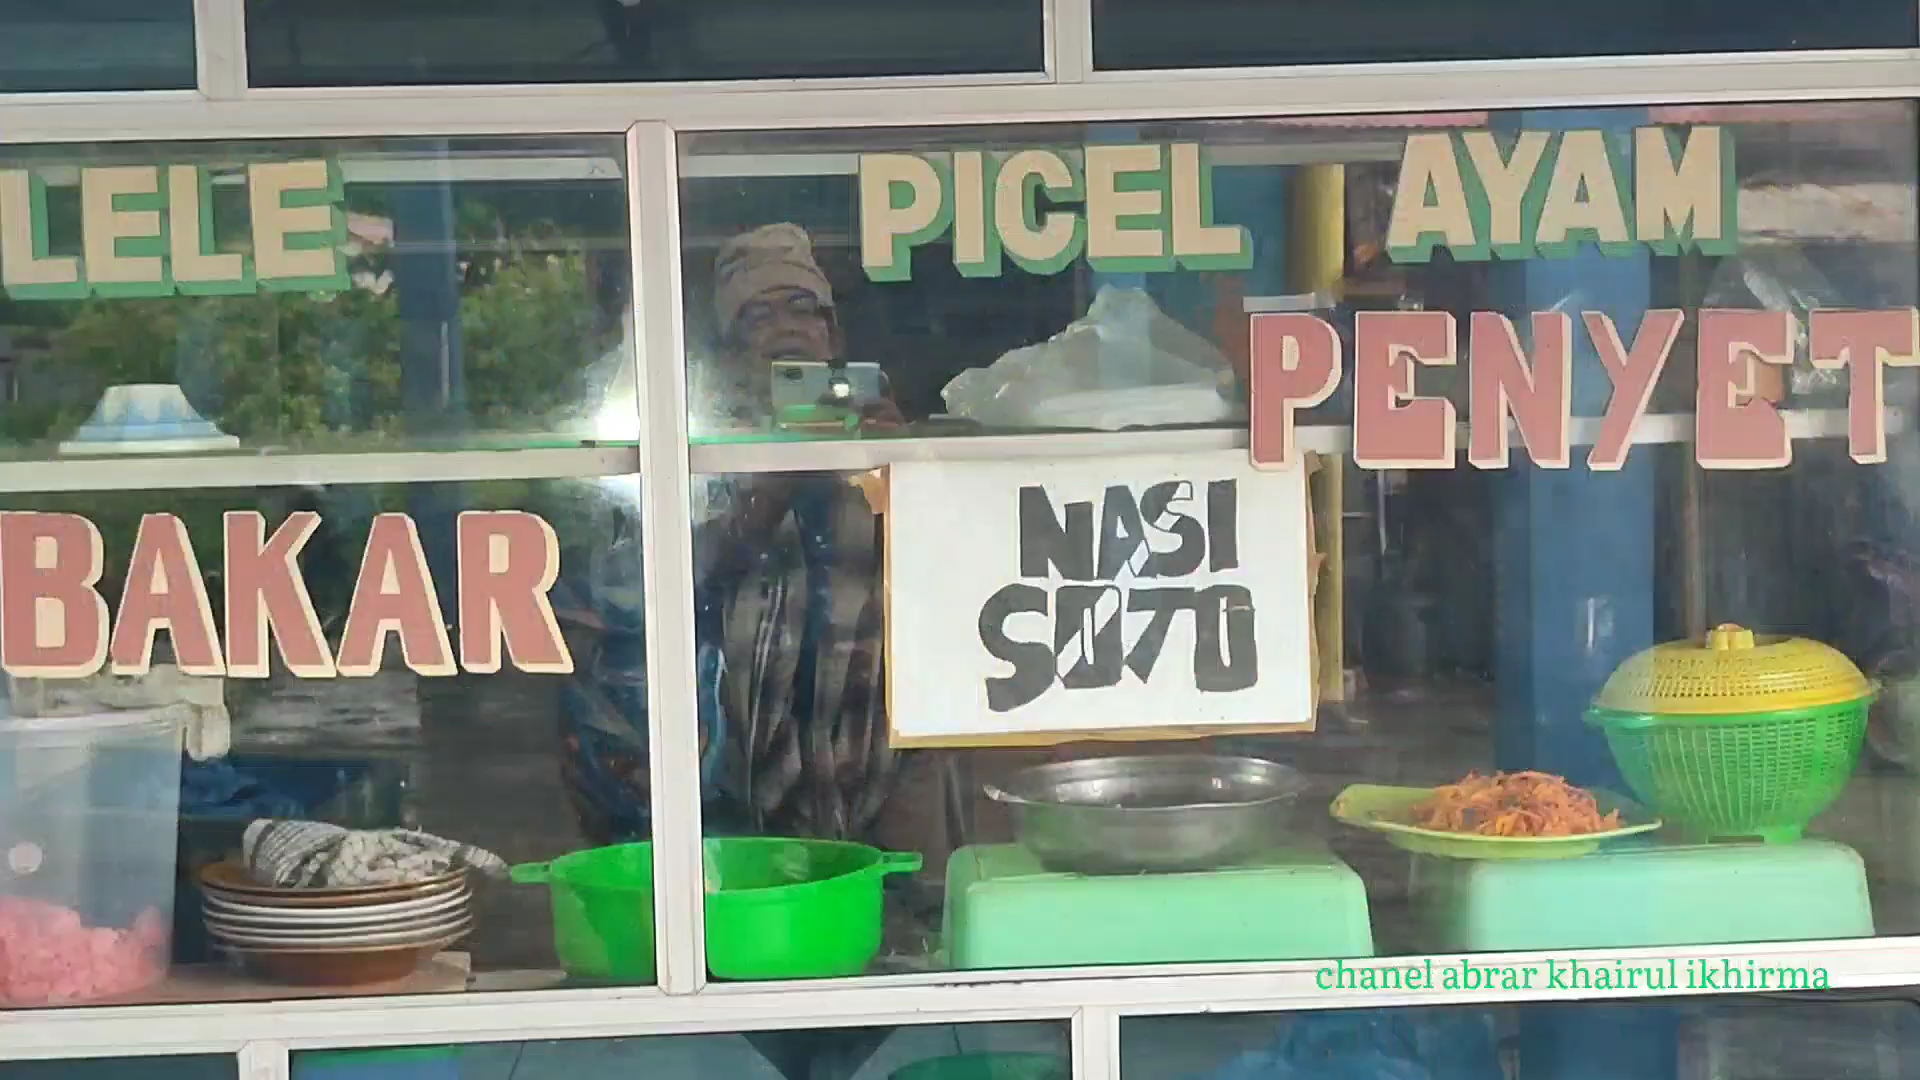 LELE
BAKAR
PICEL AYAM
PENYET
NASI
SOTO
chanel abrar khairul ikhirma